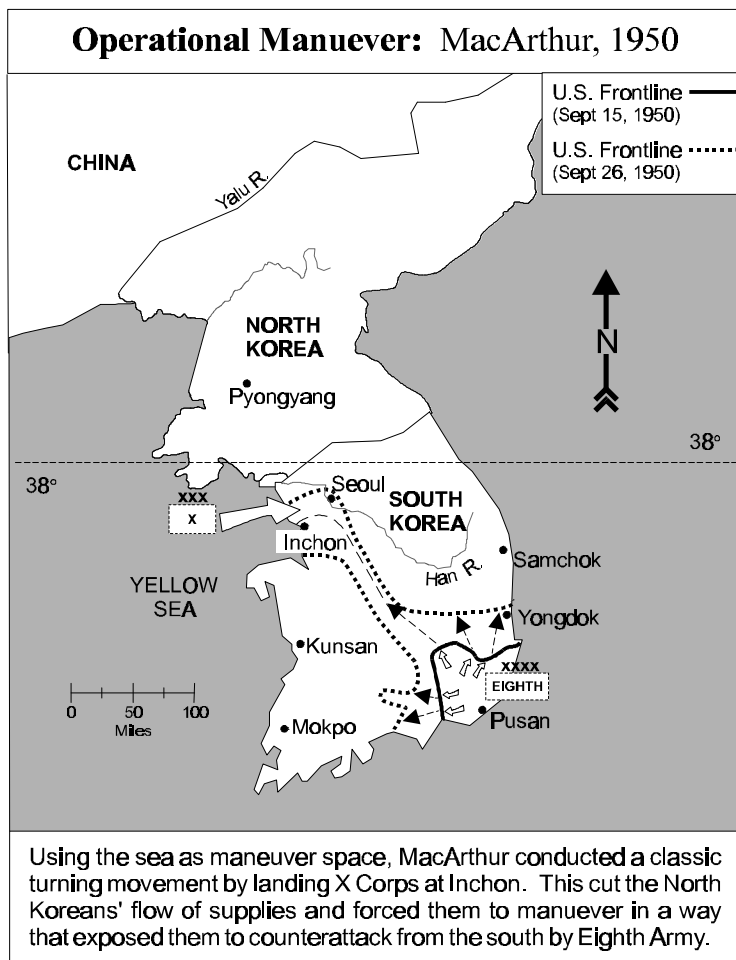 Operational Manuever: MacArthur, 1950
U.S. Frontline
(Sept 15, 1950)
U.S. Frontline
(Sept 26, 1950)
CHINA
Yalu R.
N
NORTH
KOREA
Pyongyang
38°
38°
xxx
x
Seoul
SOUTH
KOREA
Inchon
Han R.
Samchok
YELLOW
SEA
Yongdok
Kunsan
xxxx
EIGHTH
0 50 100
Miles
Mokpo
Pusan
Using the sea as maneuver space, MacArthur conducted a classic
turning movement by landing X Corps at Inchon. This cut the North
Koreans' flow of supplies and forced them to manuever in a way
that exposed them to counterattack from the south by Eighth Army.